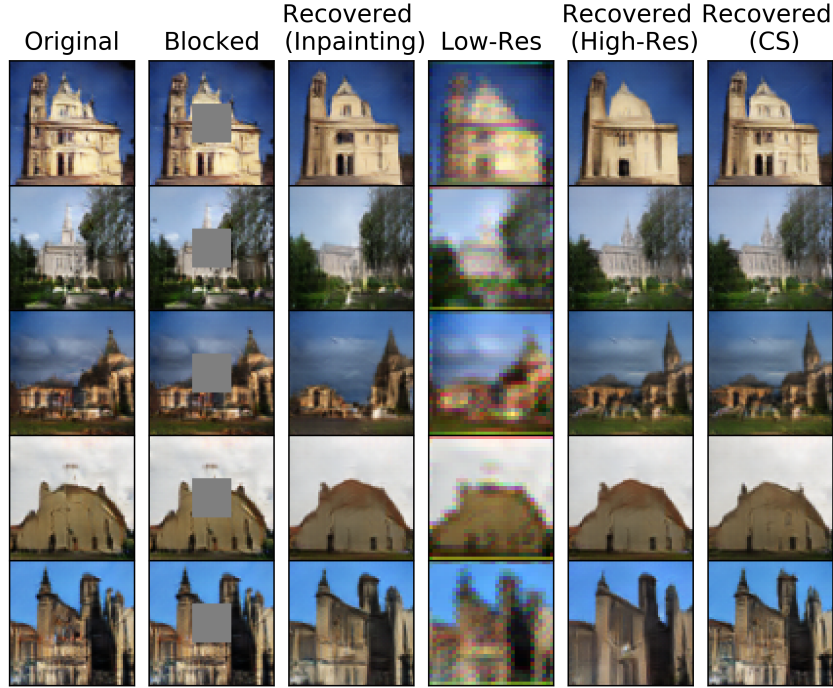 Original
Blocked
Recovered
(Inpainting)
Low-Res
Recovered
(High-Res)
Recovered
(CS)